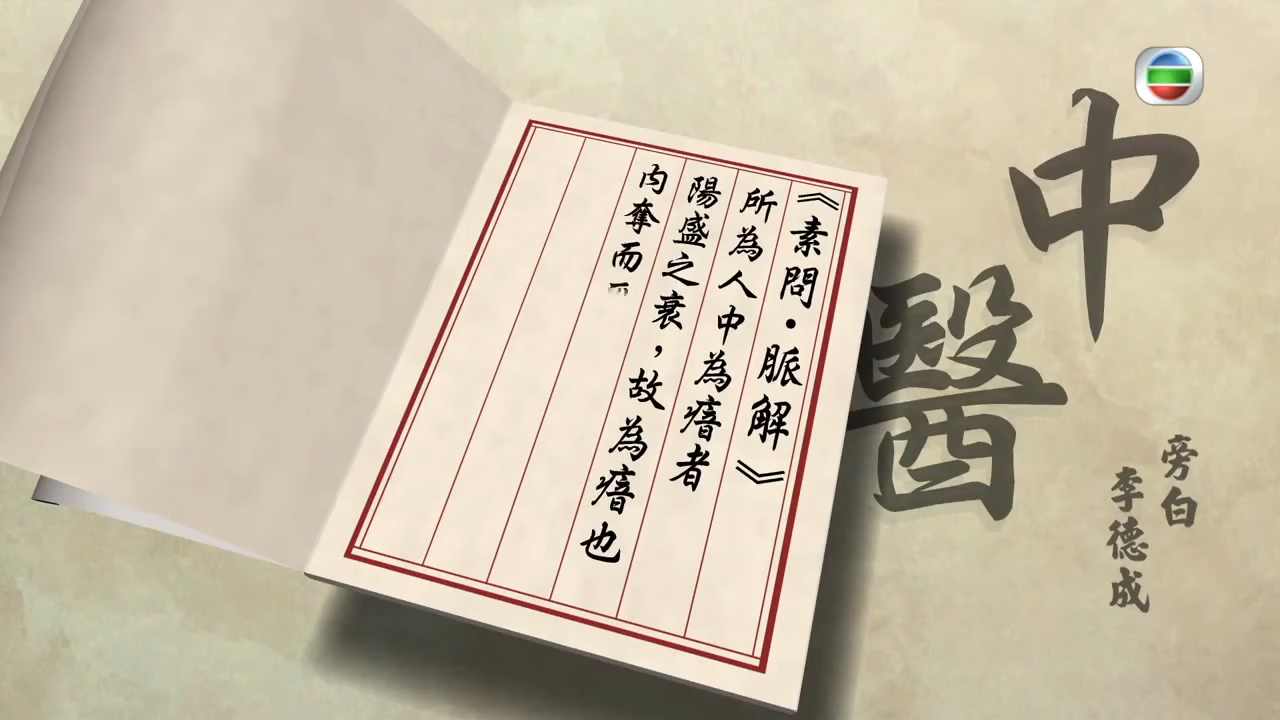 《素問·脈解》
所為人中為瘖者
陽盛之衰，故為瘖也
内奪而
中醫
旁白
李德成